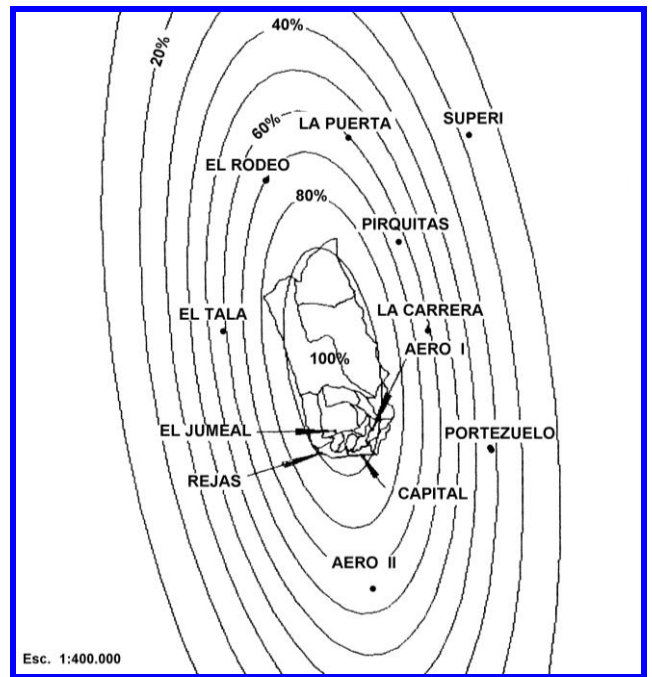 40%
20%
SUPERI
LA PUERTA
60%
EL RODEO
80%
PIRQUITAS
EL TALA
LA CARRERA
AERO I
100%
EL JUMEAL
PORTEZUELO
REJAS
CAPITAL
AERO II
Esc. 1:400.000